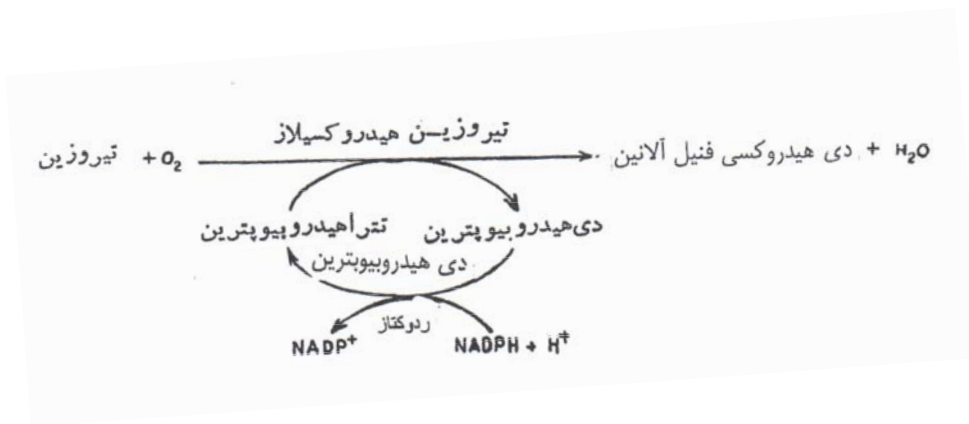 تیروزین هیدروکسیلاز
تیروزین + O₂
دی هیدروکسی فنیل آلانین + H₂O
تتراهیدروبیوپترین
دی‌هیدروبیوپترین
دی هیدروبیوبترین
ردوکتاز
NADP⁺
NADPH + H⁺